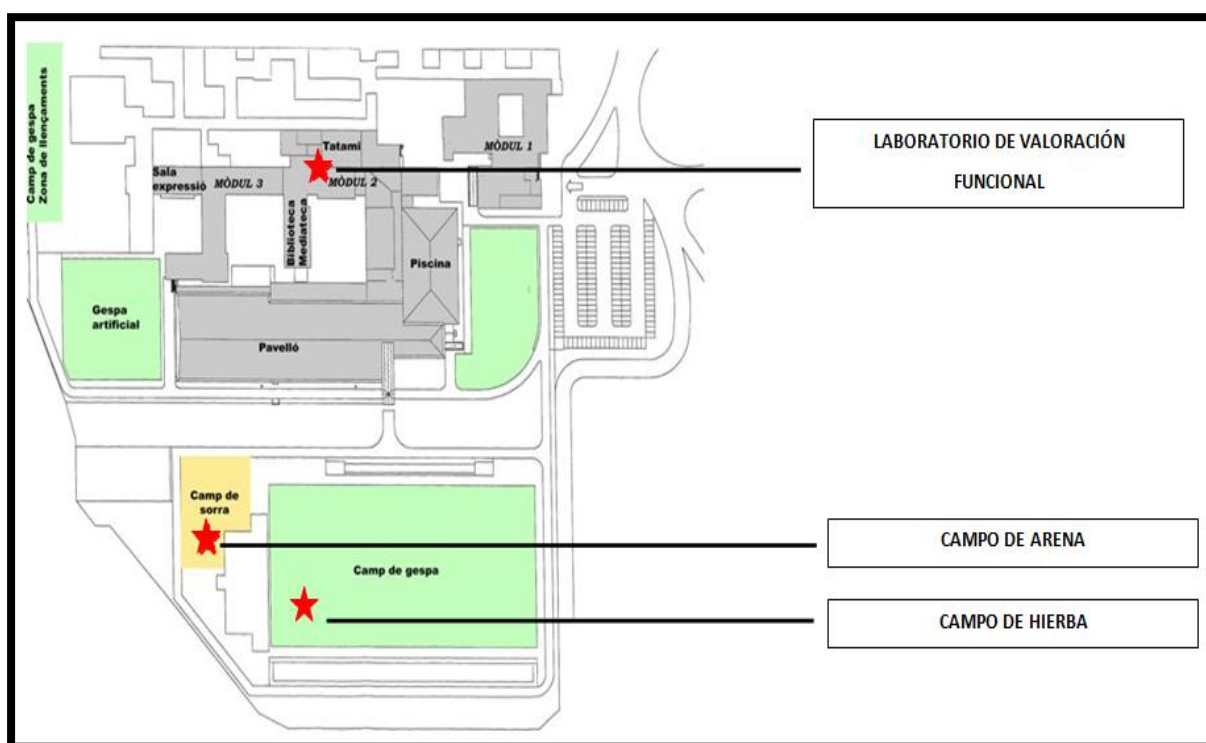 Camp de gespa
Zona de llençaments
Tatami
MÒDUL 1
LABORATORIO DE VALORACIÓN
FUNCIONAL
Sala
expressió
MÒDUL 3
MÒDUL 2
Biblioteca
Mediateca
Piscina
Gespa
artificial
Pavelló
Camp de
sorra
CAMPO DE ARENA
Camp de gespa
CAMPO DE HIERBA